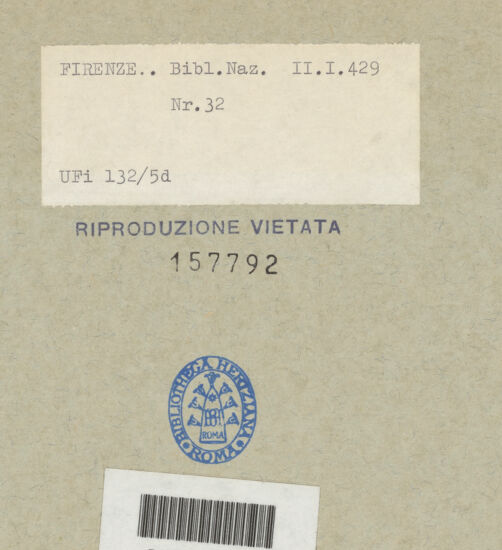 FIRENZE.. Bibl.Naz. II.I.429
Nr.32
UFi 132/5d
RIPRODUZIONE VIETATA
157792
BIBLIOTHECA HERTZIANA
ROMA
• ROMA •